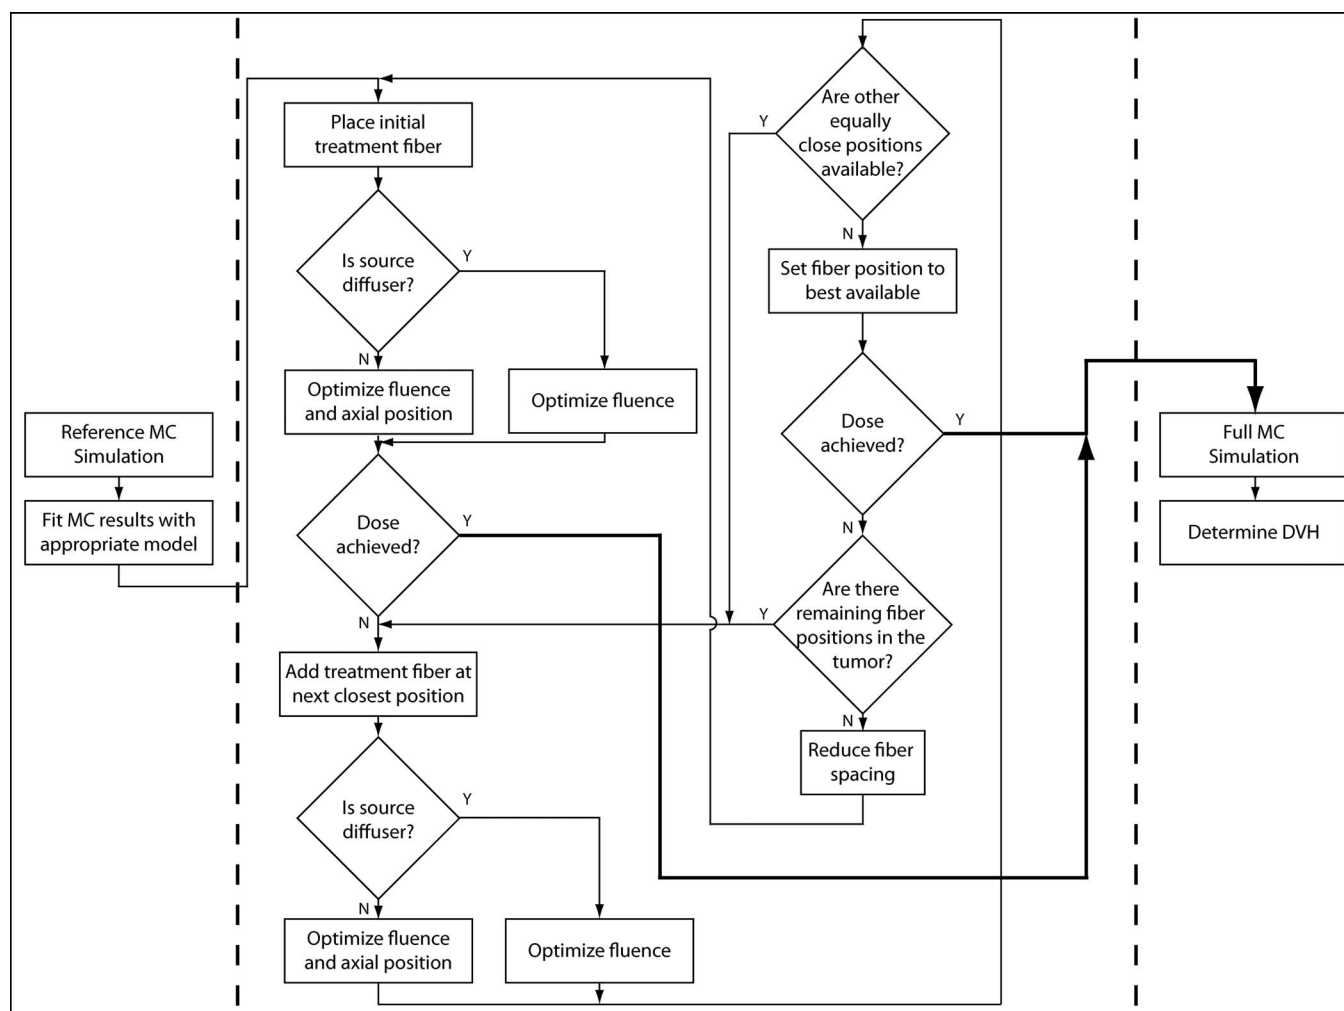 Reference MC
Simulation
Fit MC results with
appropriate model
Place initial
treatment fiber
Is source
diffuser?
Y
N
Optimize fluence
and axial position
Optimize fluence
Dose
achieved?
Y
N
Add treatment fiber at
next closest position
Is source
diffuser?
Y
N
Optimize fluence
and axial position
Optimize fluence
Are other
equally
close positions
available?
Y
N
Set fiber position to
best available
Dose
achieved?
Y
N
Are there
remaining fiber
positions in the
tumor?
Y
N
Reduce fiber
spacing
Full MC
Simulation
Determine DVH